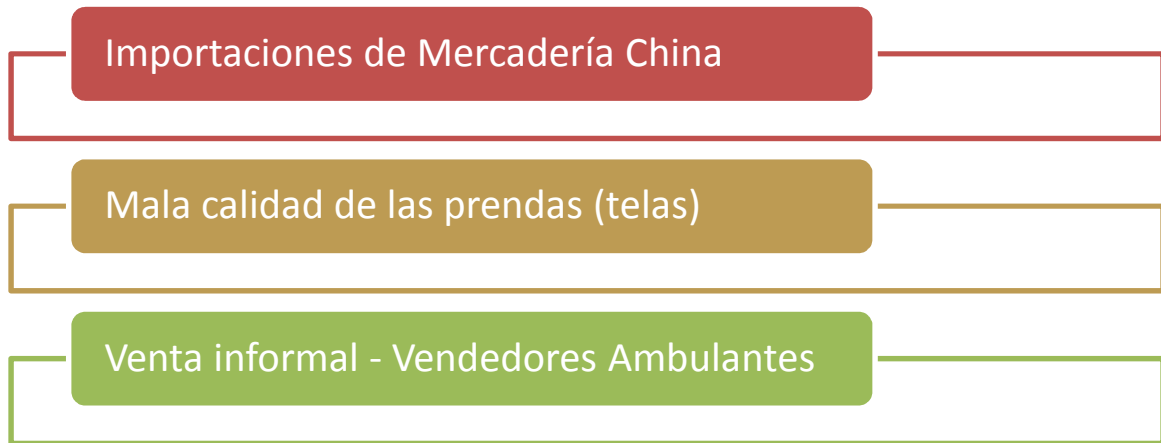 Importaciones de Mercadería China
Mala calidad de las prendas (telas)
Venta informal - Vendedores Ambulantes